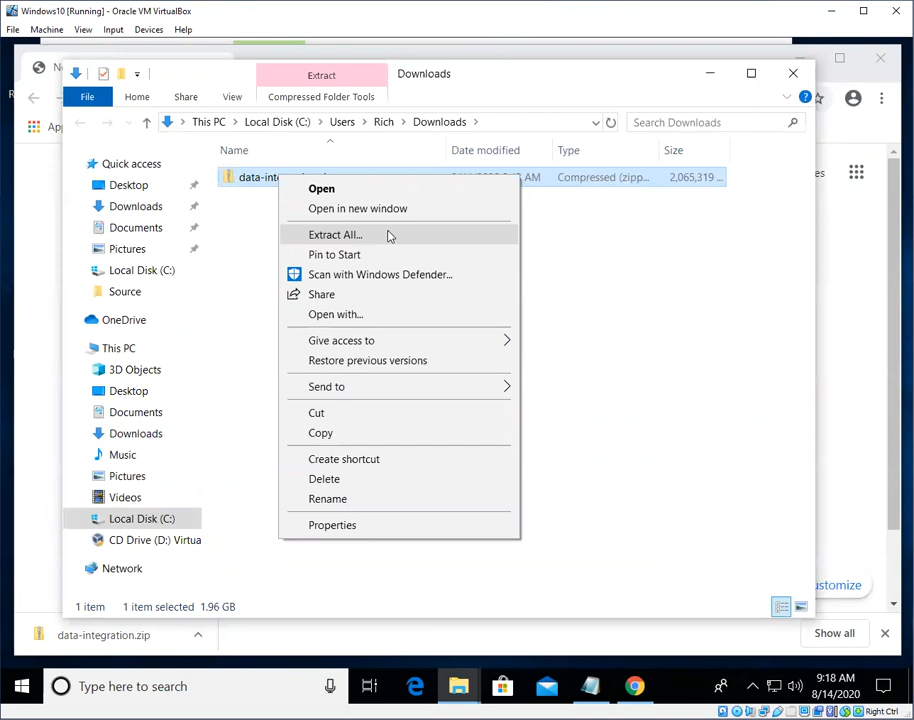 Windows10 [Running] - Oracle VM VirtualBox
File Machine View Input Devices Help
Extract
Downloads
File Home Share View Compressed Folder Tools
This PC Local Disk (C:) Users Rich Downloads
Search Downloads
Name Date modified Type Size
Quick access
Desktop
Downloads
Documents
Pictures
Local Disk (C:)
Source
OneDrive
This PC
3D Objects
Desktop
Documents
Downloads
Music
Pictures
Videos
Local Disk (C:)
CD Drive (D:) Virtua
Network
AM Compressed (zipp... 2,065,319 ...
Open
Open in new window
Extract All...
Pin to Start
Scan with Windows Defender...
Share
Open with...
Give access to
Restore previous versions
Send to
Cut
Copy
Create shortcut
Delete
Rename
Properties
1 item 1 item selected 1.96 GB
data-integration.zip
Show all
Type here to search
9:18 AM
8/14/2020
Right Ctrl